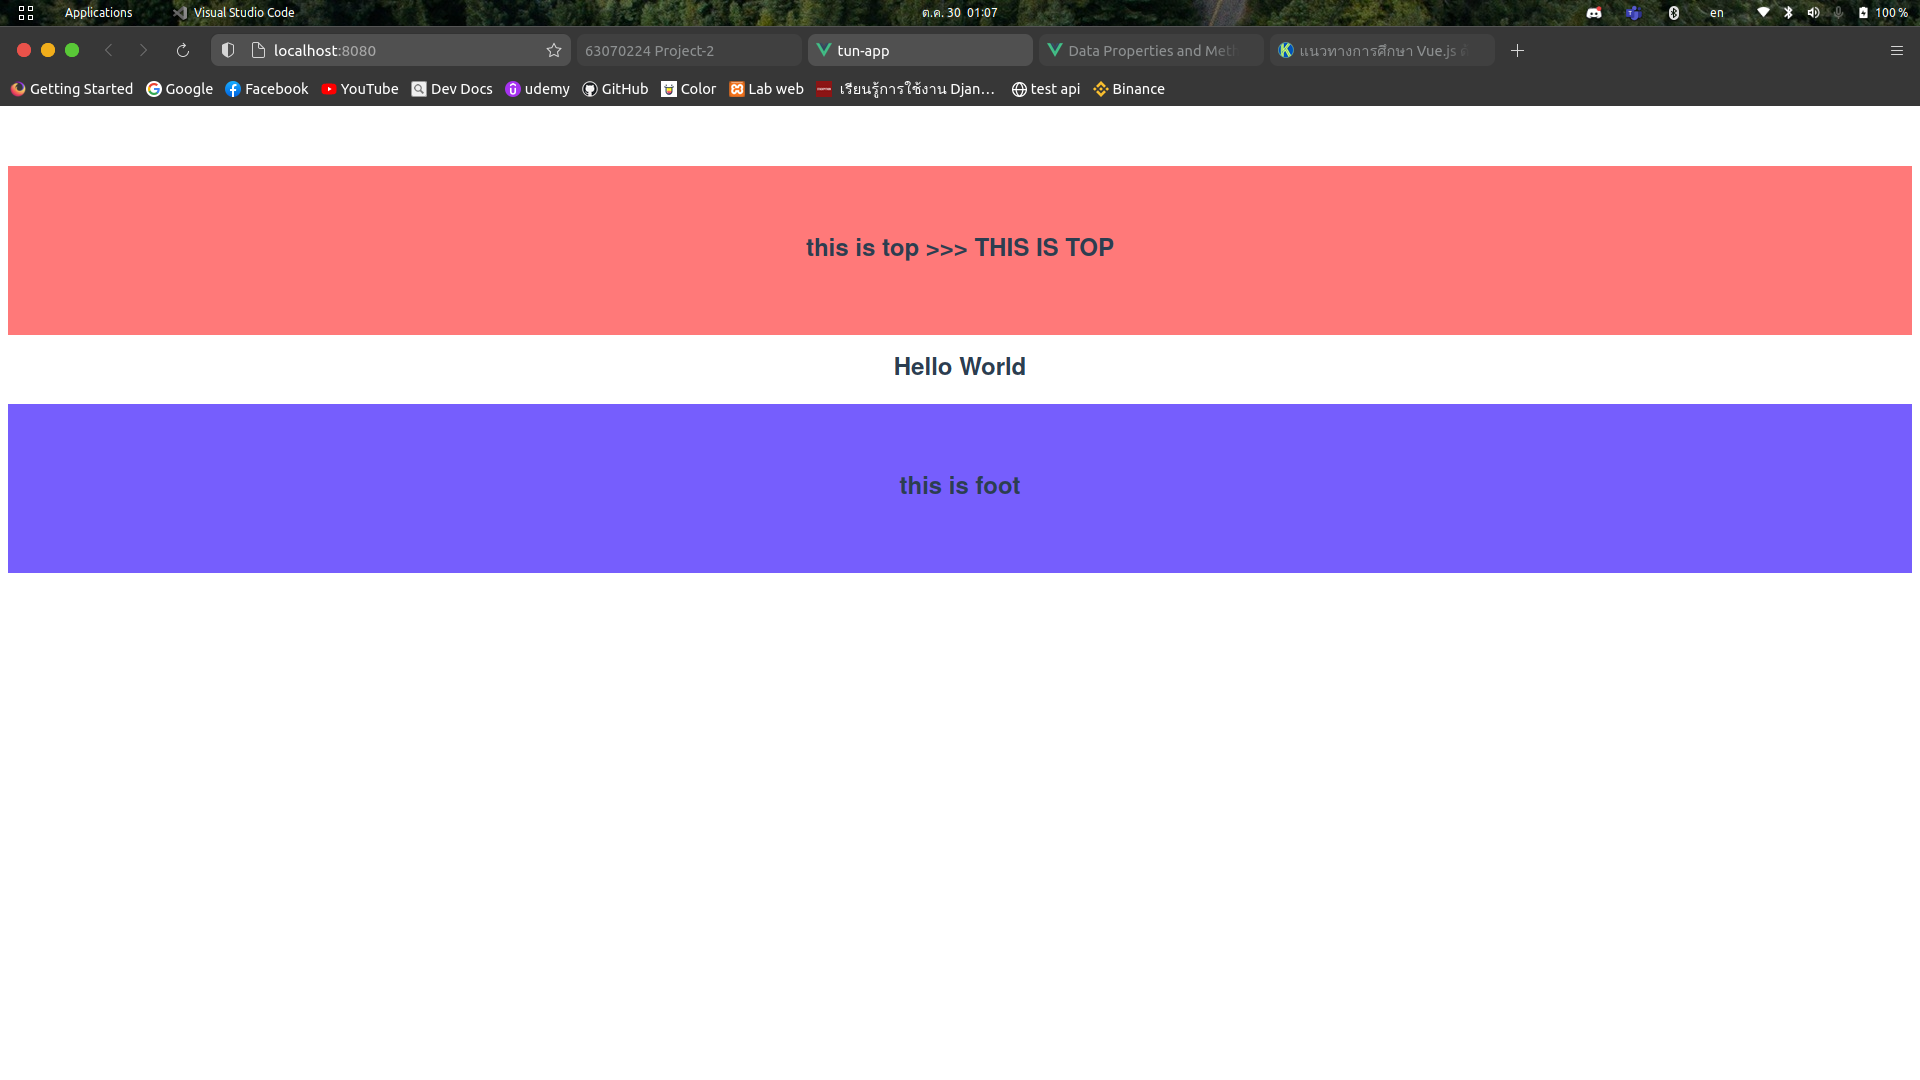 Applications Visual Studio Code ต.ค. 30 01:07 en 100 %
localhost:8080 63070224 Project-2 tun-app Data Properties and Meth แนวทางการศึกษา Vue.js
Getting Started Google Facebook YouTube Dev Docs udemy GitHub Color Lab web เรียนรู้การใช้งาน Djan… test api Binance
this is top >>> THIS IS TOP
Hello World
this is foot